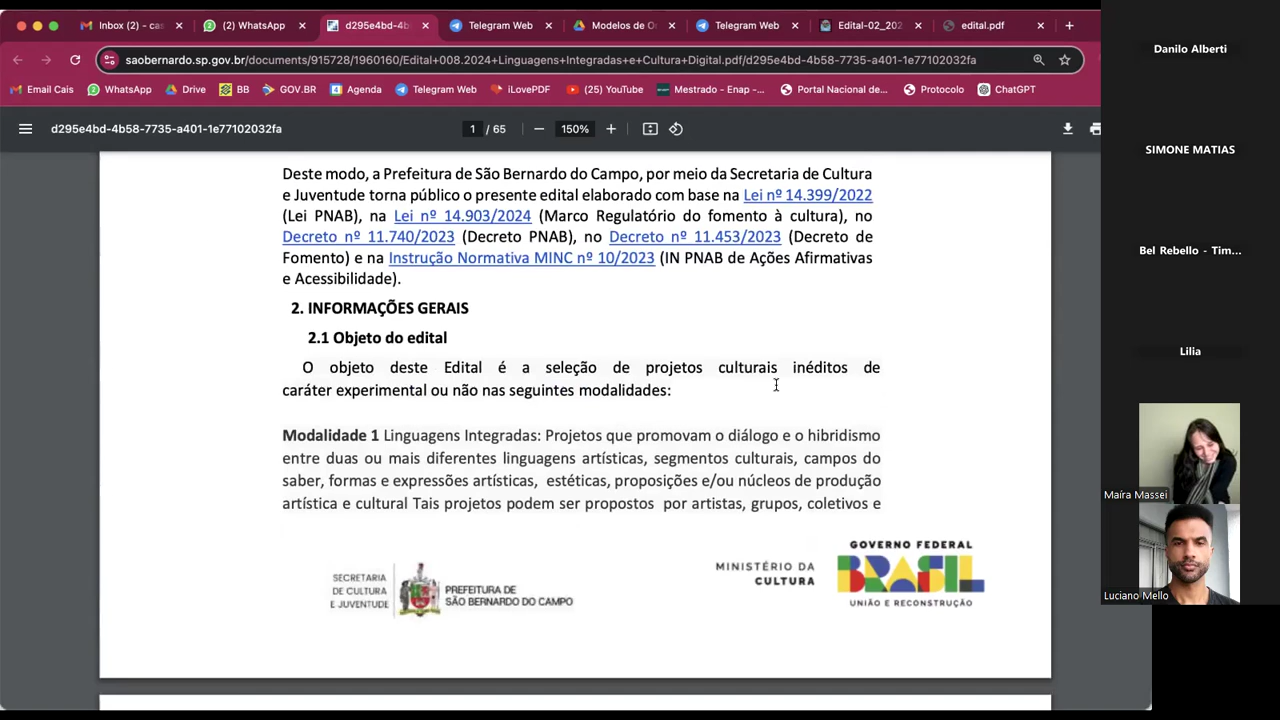 Inbox (2) - cas
(2) WhatsApp
d295e4bd-4b
Telegram Web
Modelos de O
Telegram Web
Edital-02_202
edital.pdf
saobernardo.sp.gov.br/documents/915728/1960160/Edital+008.2024+Linguagens+Integradas+e+Cultura+Digital.pdf/d295e4bd-4b58-7735-a401-1e77102032fa
Email Cais
WhatsApp
Drive
BB
GOV.BR
Agenda
Telegram Web
iLovePDF
(25) YouTube
Mestrado - Enap -...
Portal Nacional de...
Protocolo
ChatGPT
d295e4bd-4b58-7735-a401-1e77102032fa
1 / 65
150%
Deste modo, a Prefeitura de São Bernardo do Campo, por meio da Secretaria de Cultura
e Juventude torna público o presente edital elaborado com base na Lei nº 14.399/2022
(Lei PNAB), na Lei nº 14.903/2024 (Marco Regulatório do fomento à cultura), no
Decreto nº 11.740/2023 (Decreto PNAB), no Decreto nº 11.453/2023 (Decreto de
Fomento) e na Instrução Normativa MINC nº 10/2023 (IN PNAB de Ações Afirmativas
e Acessibilidade).
2. INFORMAÇÕES GERAIS
2.1 Objeto do edital
O objeto deste Edital é a seleção de projetos culturais inéditos de
caráter experimental ou não nas seguintes modalidades:
Modalidade 1 Linguagens Integradas: Projetos que promovam o diálogo e o hibridismo
entre duas ou mais diferentes linguagens artísticas, segmentos culturais, campos do
saber, formas e expressões artísticas, estéticas, proposições e/ou núcleos de produção
artística e cultural Tais projetos podem ser propostos por artistas, grupos, coletivos e
SECRETARIA
DE CULTURA
E JUVENTUDE
PREFEITURA DE
SÃO BERNARDO DO CAMPO
MINISTÉRIO DA
CULTURA
GOVERNO FEDERAL
BRASIL
UNIÃO E RECONSTRUÇÃO
Danilo Alberti
SIMONE MATIAS
Bel Rebello - Tim...
Lilia
Maíra Massei
Luciano Mello